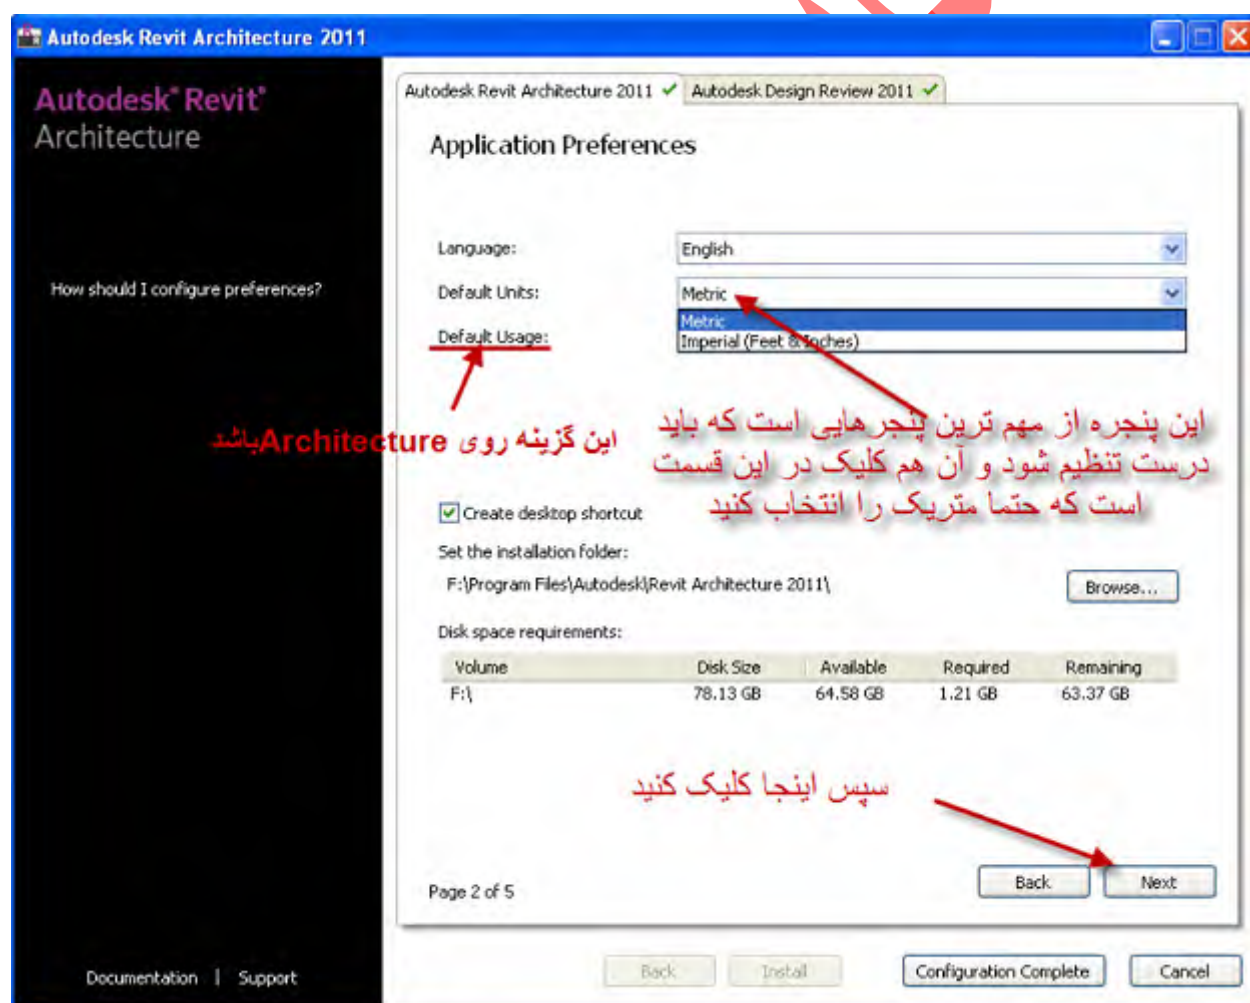 Autodesk Revit Architecture 2011
Autodesk® Revit®
Architecture
How should I configure preferences?
Documentation | Support
Autodesk Revit Architecture 2011 ✓ Autodesk Design Review 2011 ✓
Application Preferences
Language: English
Default Units: Metric
Metric
Default Usage: Imperial (Feet & Inches)
این پنجره از مهم ترین پنجرهایی است که باید
درست تنظیم شود و آن هم کلیک در این قسمت
است که حتما متریک را انتخاب کنید
این گزینه روی Architecture باشد
Create desktop shortcut
Set the installation folder:
F:\Program Files\Autodesk\Revit Architecture 2011\ Browse...
Disk space requirements:
Volume Disk Size Available Required Remaining
F:\ 78.13 GB 64.58 GB 1.21 GB 63.37 GB
سپس اینجا کلیک کنید
Page 2 of 5 Back Next
Back Install Configuration Complete Cancel